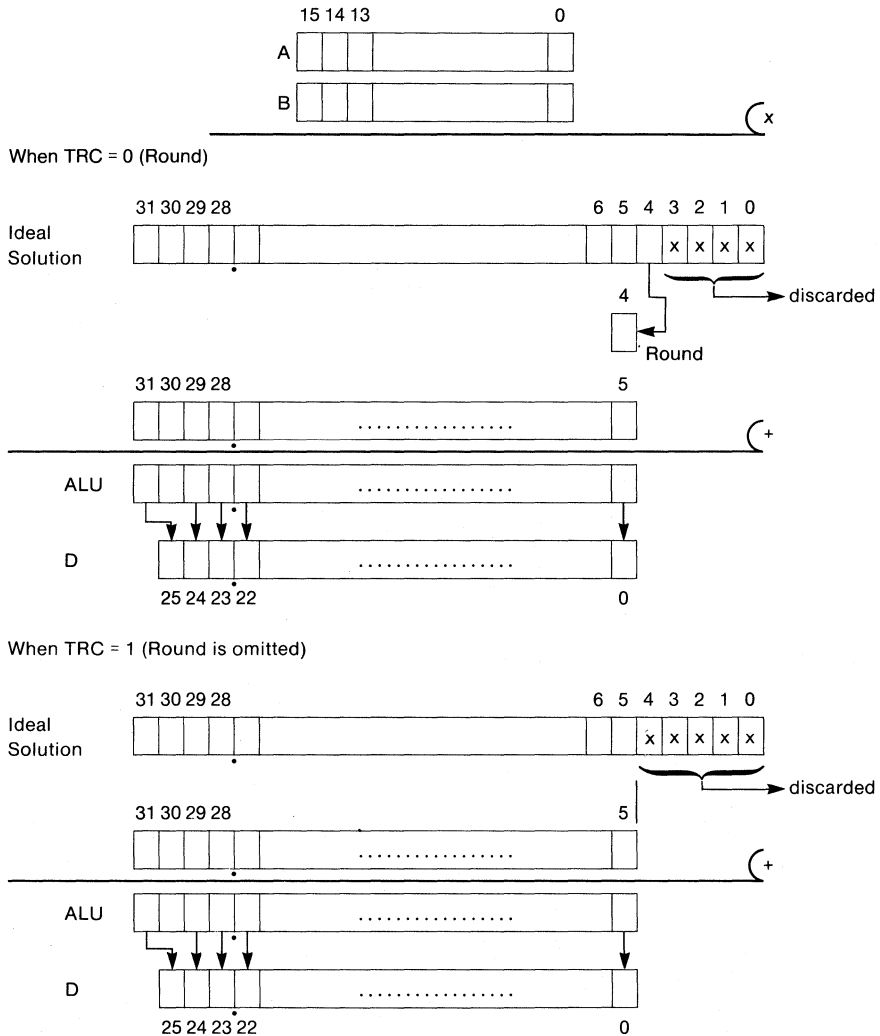 15 14 13 0
A
B
x
When TRC = 0 (Round)
31 30 29 28 6 5 4 3 2 1 0
Ideal
Solution
x x x x
discarded
4
Round
31 30 29 28 5
+
ALU
D
25 24 23 22 0
When TRC = 1 (Round is omitted)
31 30 29 28 6 5 4 3 2 1 0
Ideal
Solution
x x x x x
discarded
31 30 29 28 5
+
ALU
D
25 24 23 22 0